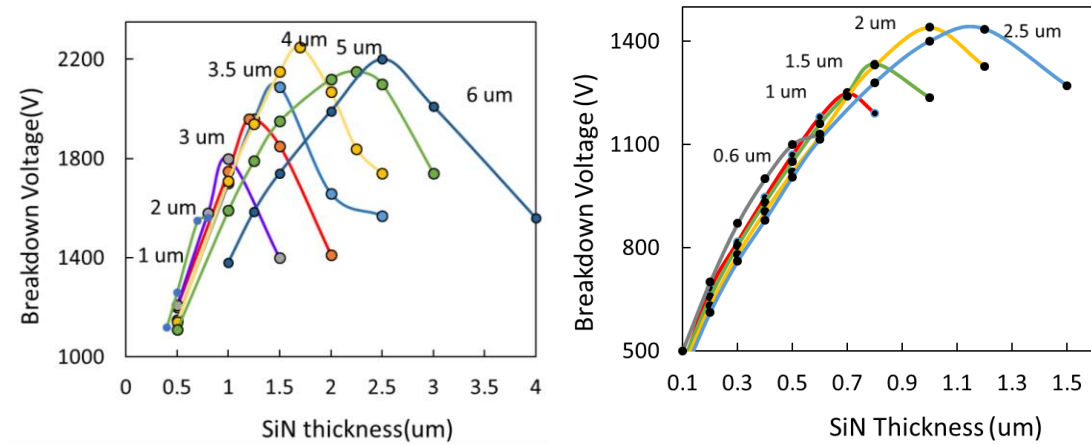 4 um
5 um
2200
3.5 um
6 um
1800
3 um
2 um
1400
1 um
1000
0
0.5
1
1.5
2
2.5
3
3.5
4
Breakdown Voltage(V)
SiN thickness(um)
2 um
2.5 um
1400
1.5 um
1 um
1100
0.6 um
800
500
0.1
0.3
0.5
0.7
0.9
1.1
1.3
1.5
Breakdown Voltage (V)
SiN Thickness (um)